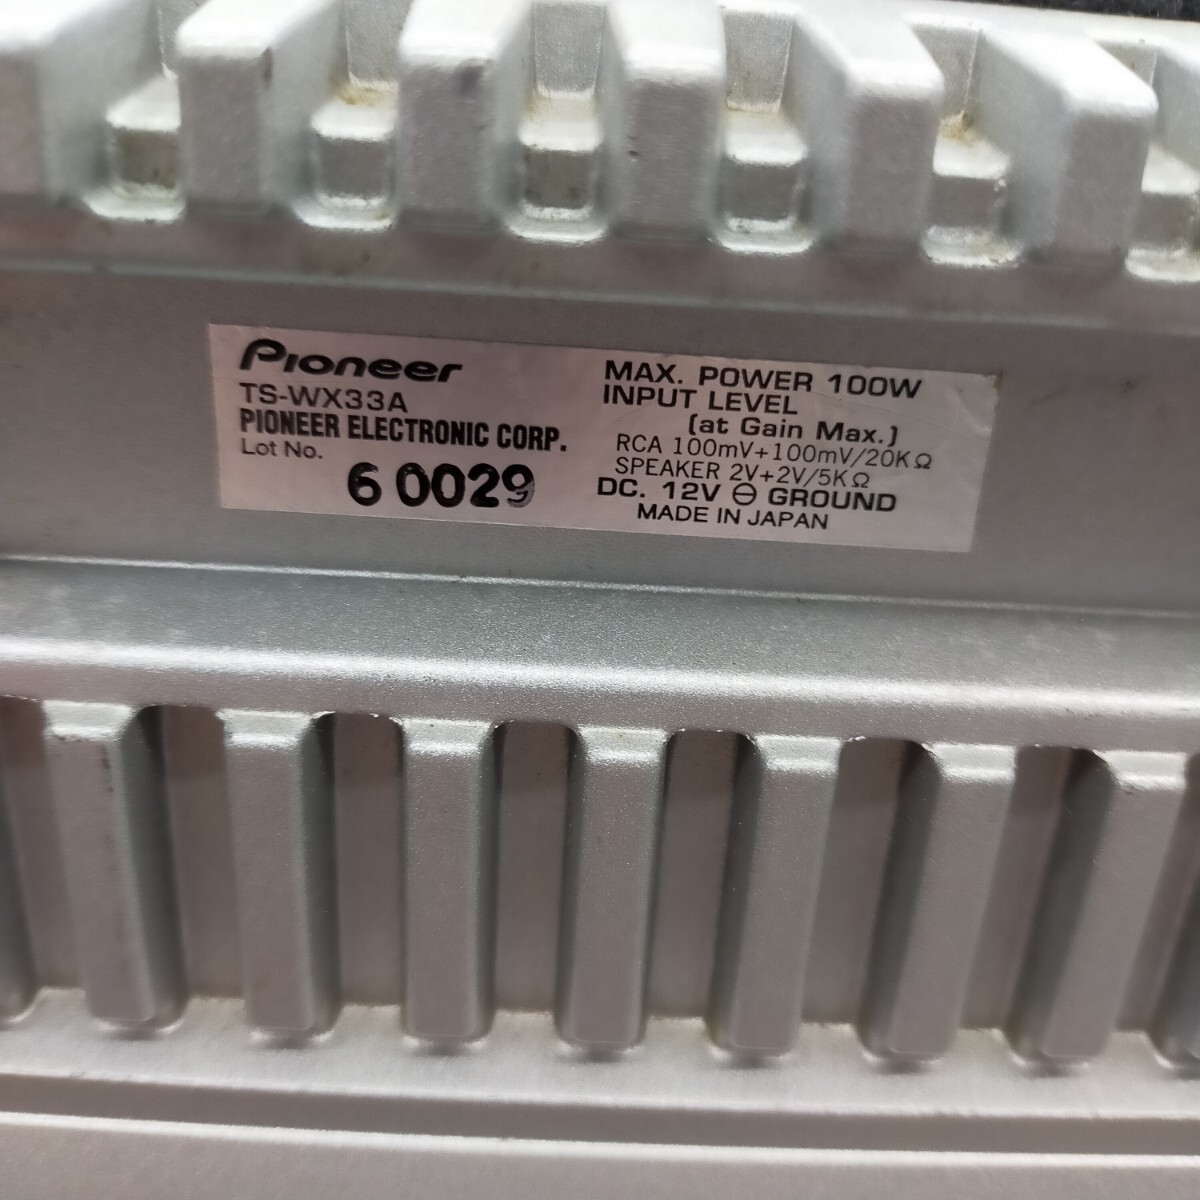 Pioneer
TS-WX33A
PIONEER ELECTRONIC CORP.
Lot No.
6 0029
MAX. POWER 100W
INPUT LEVEL
(at Gain Max.)
RCA 100mV+100mV/20KΩ
SPEAKER 2V+2V/5KΩ
DC. 12V ⊖ GROUND
MADE IN JAPAN